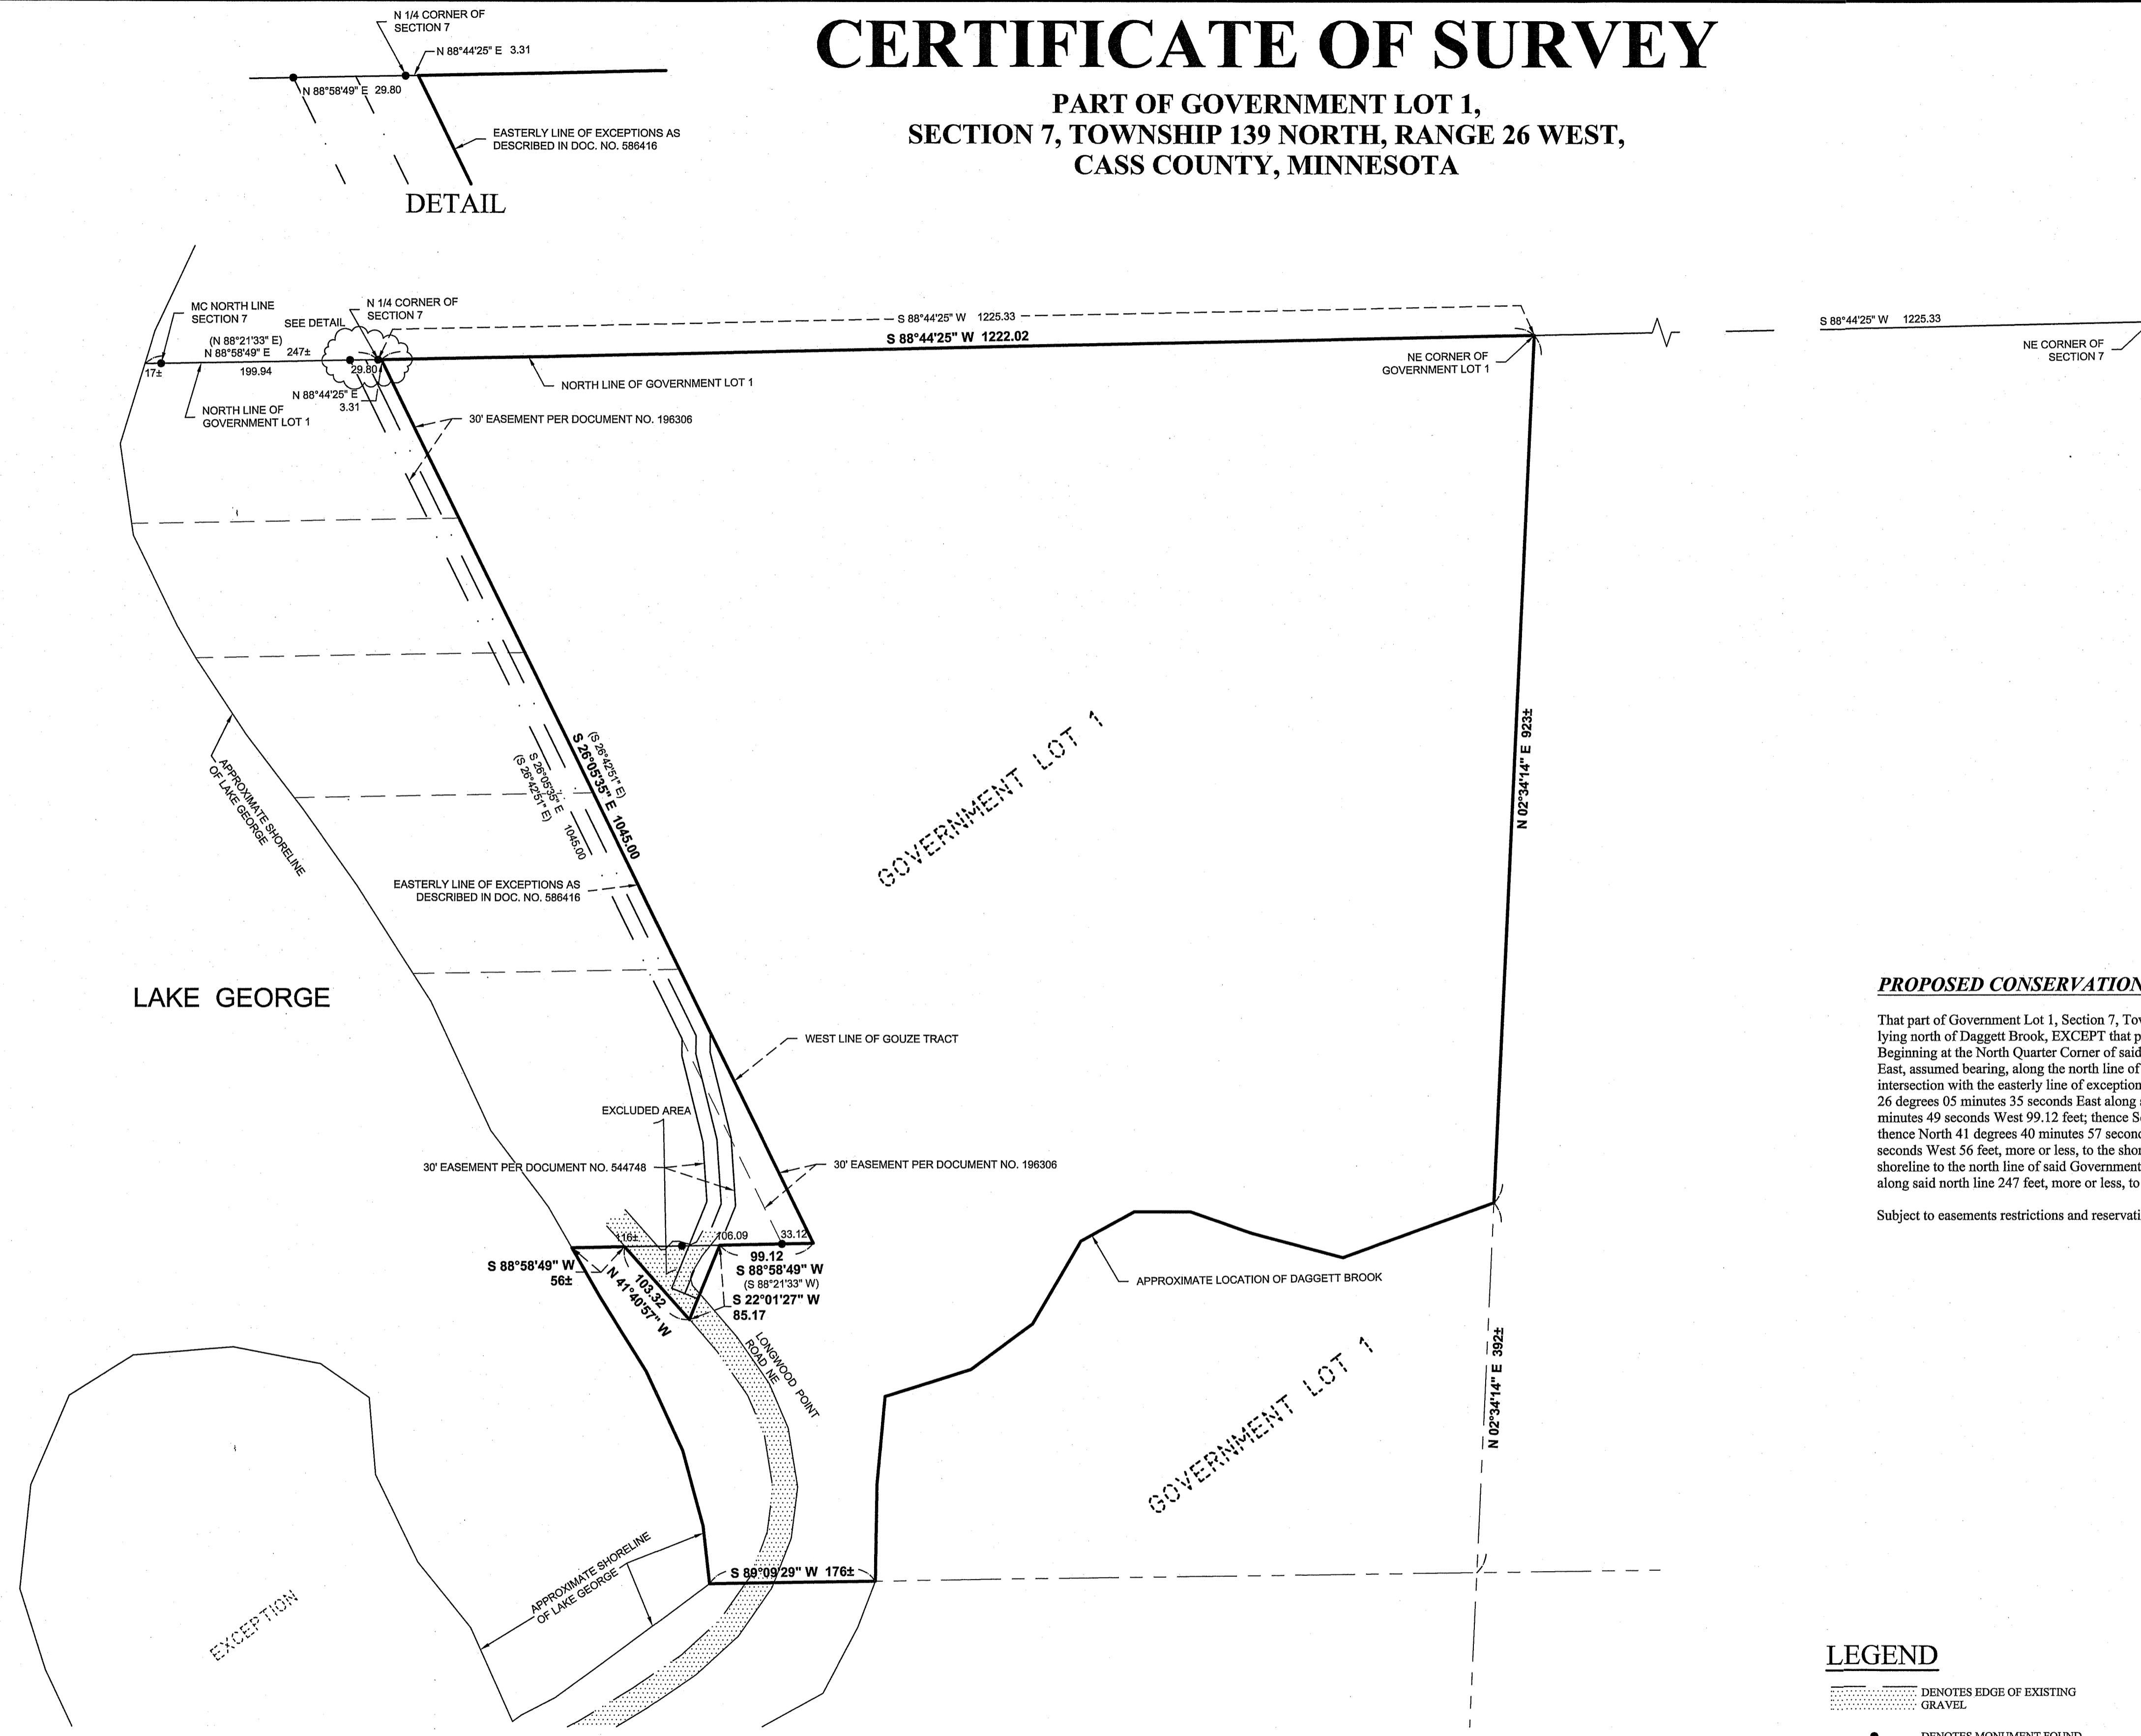 CERTIFICATE OF SURVEY
PART OF GOVERNMENT LOT 1,
SECTION 7, TOWNSHIP 139 NORTH, RANGE 26 WEST,
CASS COUNTY, MINNESOTA
N 1/4 CORNER OF
SECTION 7
N 88°44'25" E 3.31
N 88°58'49" E 29.80
EASTERLY LINE OF EXCEPTIONS AS
DESCRIBED IN DOC. NO. 586416
DETAIL
MC NORTH LINE
SECTION 7
SEE DETAIL
N 1/4 CORNER OF
SECTION 7
(N 88°21'33" E)
N 88°58'49" E 247±
17±
199.94
29.80
N 88°44'25" E
3.31
NORTH LINE OF
GOVERNMENT LOT 1
S 88°44'25" W 1225.33
S 88°44'25" W 1222.02
NORTH LINE OF GOVERNMENT LOT 1
NE CORNER OF
GOVERNMENT LOT 1
S 88°44'25" W 1225.33
NE CORNER OF
SECTION 7
30' EASEMENT PER DOCUMENT NO. 196306
APPROXIMATE SHORELINE
OF LAKE GEORGE
(S 26°42'51" E)
S 26°05'35" E 1045.00
S 26°05'35" E 1045.00
(S 26°42'51" E)
GOVERNMENT LOT 1
N 02°34'14" E 923±
EASTERLY LINE OF EXCEPTIONS AS
DESCRIBED IN DOC. NO. 586416
LAKE GEORGE
WEST LINE OF GOUZE TRACT
EXCLUDED AREA
30' EASEMENT PER DOCUMENT NO. 544748
30' EASEMENT PER DOCUMENT NO. 196306
116±
106.09
33.12
99.12
S 88°58'49" W
(S 88°21'33" W)
S 22°01'27" W
85.17
S 88°58'49" W
56±
103.32
N 41°40'57" W
LONGWOOD POINT
ROAD NE
APPROXIMATE LOCATION OF DAGGETT BROOK
GOVERNMENT LOT 1
N 02°34'14" E 392±
S 89°09'29" W 176±
APPROXIMATE SHORELINE
OF LAKE GEORGE
EXCEPTION
PROPOSED CONSERVATION
That part of Government Lot 1, Section 7, Tow
lying north of Daggett Brook, EXCEPT that p
Beginning at the North Quarter Corner of said
East, assumed bearing, along the north line of
intersection with the easterly line of exception
26 degrees 05 minutes 35 seconds East along
minutes 49 seconds West 99.12 feet; thence S
thence North 41 degrees 40 minutes 57 second
seconds West 56 feet, more or less, to the shor
shoreline to the north line of said Government
along said north line 247 feet, more or less, to
Subject to easements restrictions and reservati
LEGEND
DENOTES EDGE OF EXISTING
GRAVEL
DENOTES MONUMENT FOUND